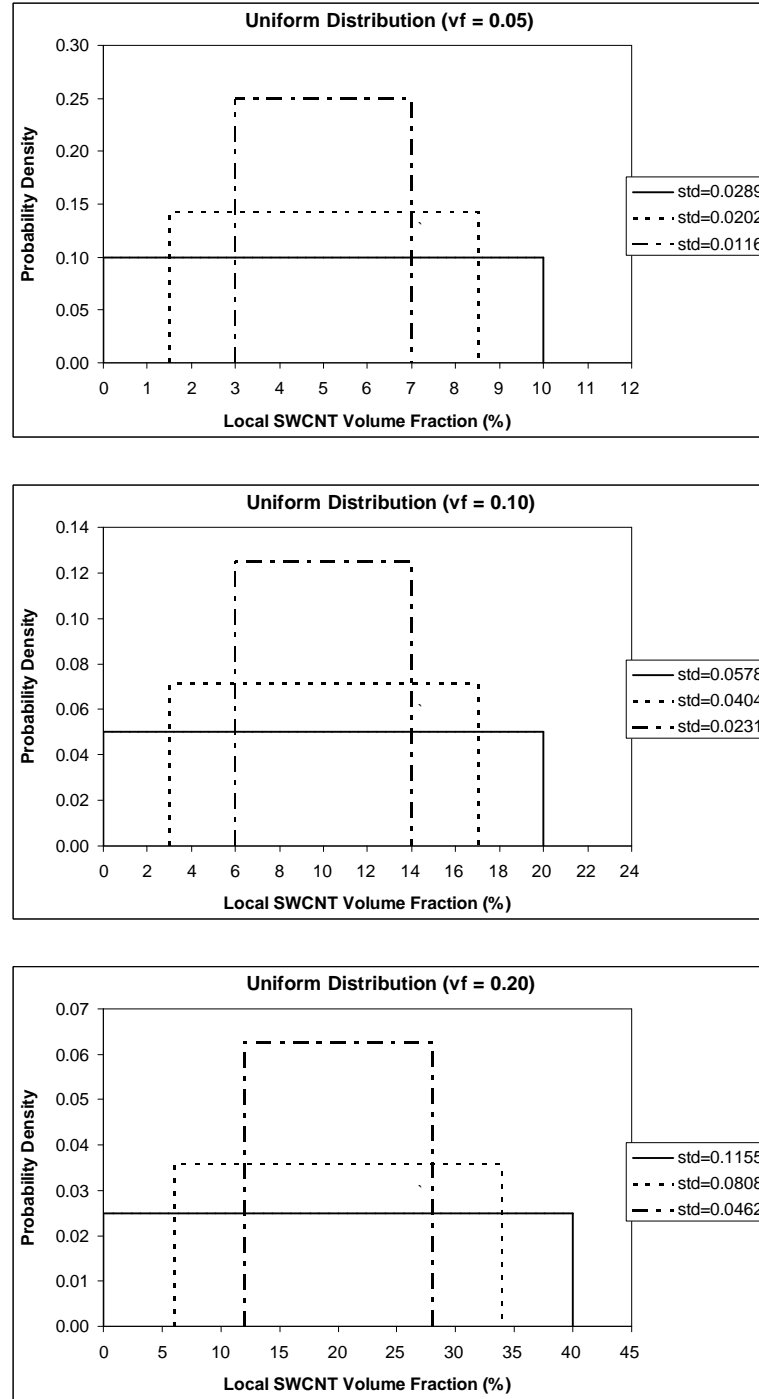 Uniform Distribution (vf = 0.05)
0.30
0.25
0.20
0.15
0.10
0.05
0.00
Probability Density
0 1 2 3 4 5 6 7 8 9 10 11 12
Local SWCNT Volume Fraction (%)
std=0.0289
std=0.0202
std=0.0116
Uniform Distribution (vf = 0.10)
0.14
0.12
0.10
0.08
0.06
0.04
0.02
0.00
Probability Density
0 2 4 6 8 10 12 14 16 18 20 22 24
Local SWCNT Volume Fraction (%)
std=0.0578
std=0.0404
std=0.0231
Uniform Distribution (vf = 0.20)
0.07
0.06
0.05
0.04
0.03
0.02
0.01
0.00
Probability Density
0 5 10 15 20 25 30 35 40 45
Local SWCNT Volume Fraction (%)
std=0.1155
std=0.0808
std=0.0462